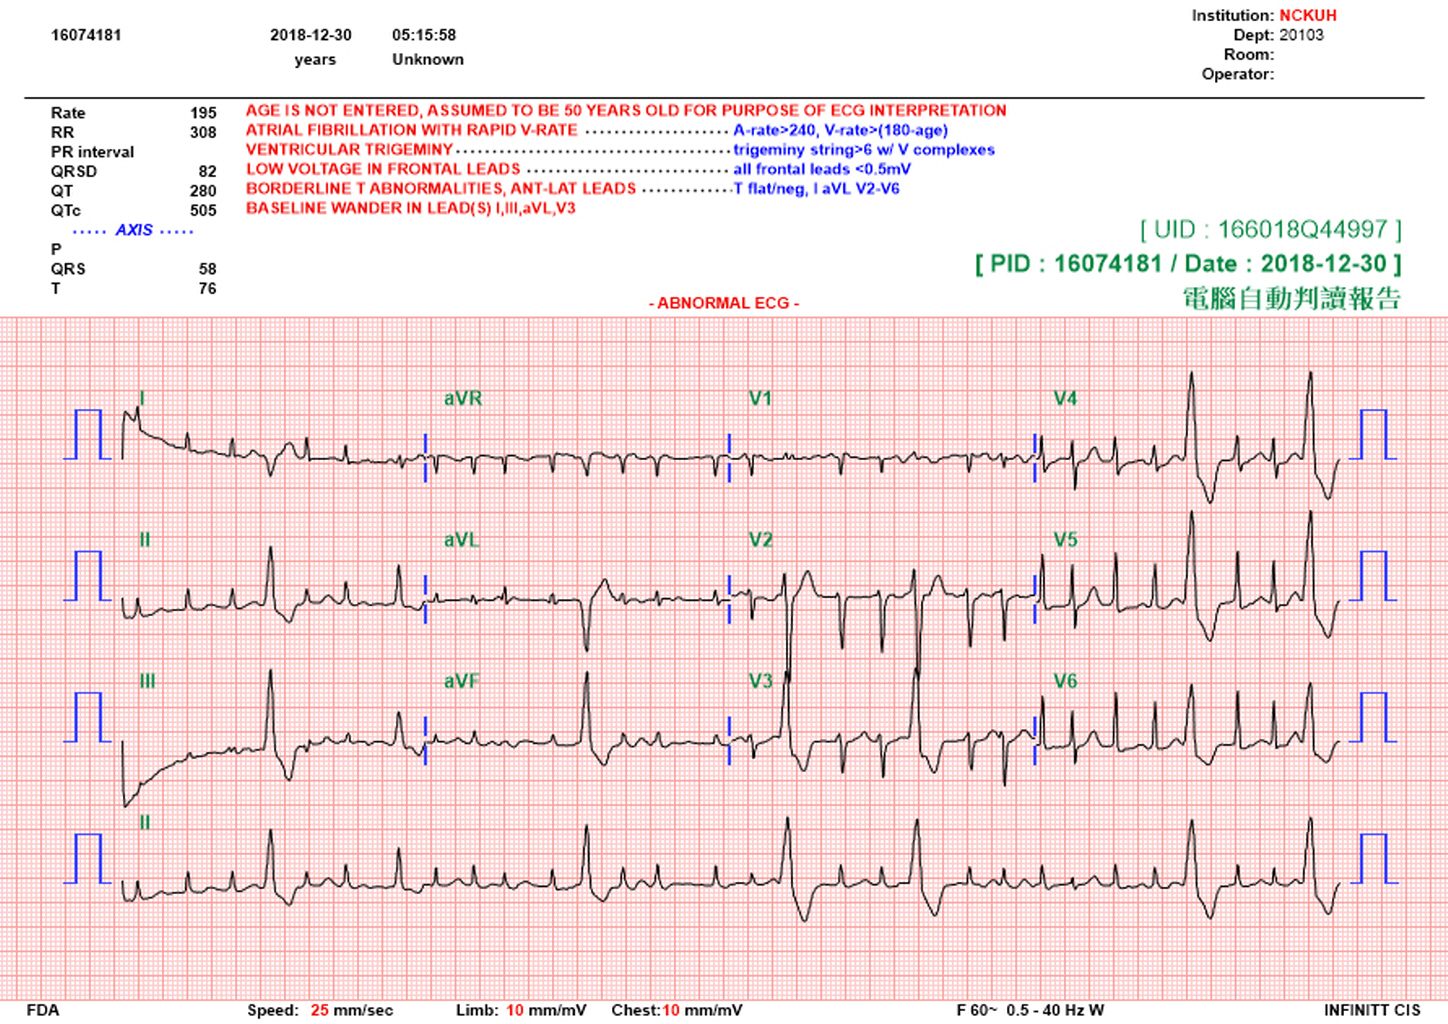 Institution: NCKUH
16074181 2018-12-30 05:15:58 Dept: 20103
years Unknown Room:
Operator:
Rate 195 AGE IS NOT ENTERED, ASSUMED TO BE 50 YEARS OLD FOR PURPOSE OF ECG INTERPRETATION
RR 308 ATRIAL FIBRILLATION WITH RAPID V-RATE ··················· A-rate>240, V-rate>(180-age)
PR interval VENTRICULAR TRIGEMINY ··································· trigeminy string>6 w/ V complexes
QRSD 82 LOW VOLTAGE IN FRONTAL LEADS ························· all frontal leads <0.5mV
QT 280 BORDERLINE T ABNORMALITIES, ANT-LAT LEADS ············ T flat/neg, I aVL V2-V6
QTc 505 BASELINE WANDER IN LEAD(S) I,III,aVL,V3
····· AXIS ·····
P
QRS 58
T 76
[ UID : 166018Q44997 ]
[ PID : 16074181 / Date : 2018-12-30 ]
電腦自動判讀報告
- ABNORMAL ECG -
I aVR V1 V4
II aVL V2 V5
III aVF V3 V6
II
FDA Speed: 25 mm/sec Limb: 10 mm/mV Chest:10 mm/mV F 60~ 0.5 - 40 Hz W INFINITT CIS